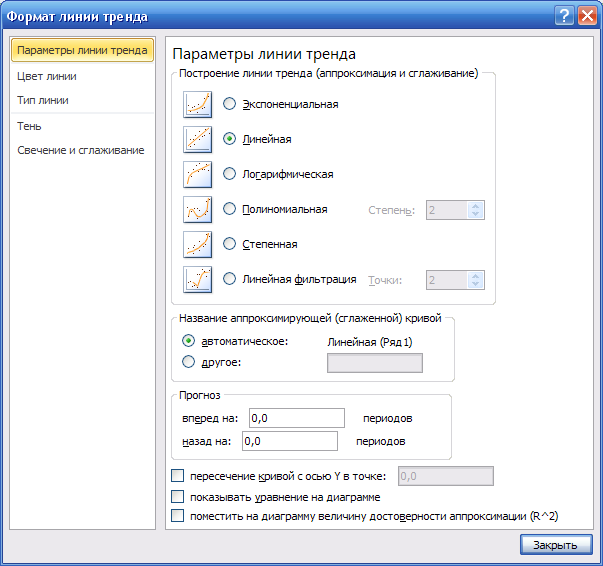 Формат линии тренда
Параметры линии тренда
Цвет линии
Тип линии
Тень
Свечение и сглаживание
Параметры линии тренда
Построение линии тренда (аппроксимация и сглаживание)
Экспоненциальная
Линейная
Логарифмическая
Полиномиальная Степень: 2
Степенная
Линейная фильтрация Точки: 2
Название аппроксимирующей (сглаженной) кривой
автоматическое: Линейная (Ряд1)
другое:
Прогноз
вперед на: 0,0 периодов
назад на: 0,0 периодов
пересечение кривой с осью Y в точке: 0,0
показывать уравнение на диаграмме
поместить на диаграмму величину достоверности аппроксимации (R^2)
Закрыть